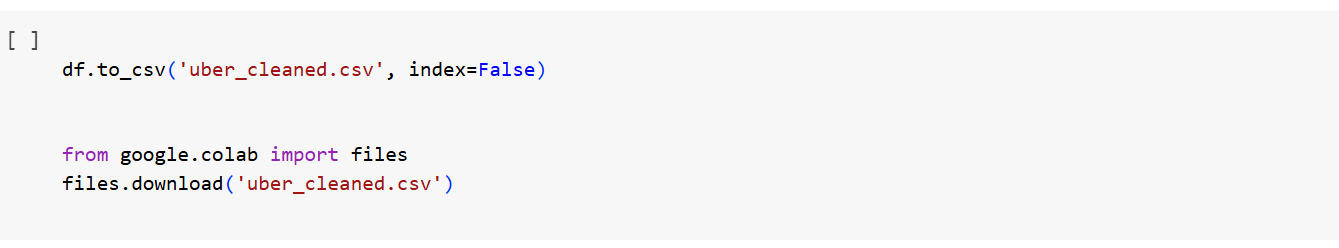 [ ]
df.to_csv('uber_cleaned.csv', index=False)
from google.colab import files
files.download('uber_cleaned.csv')